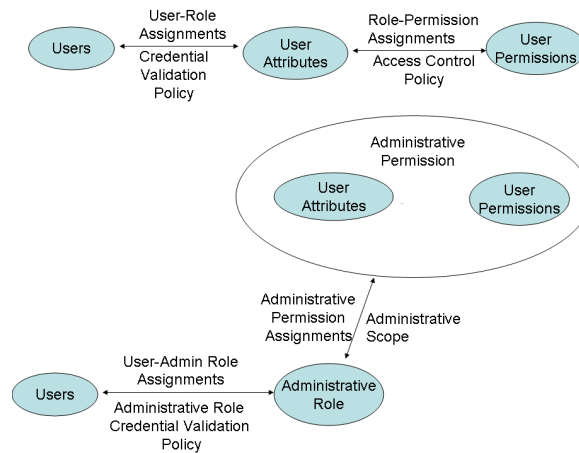 User-Role
Assignments
Users
Credential
Validation
Policy
User
Attributes
Role-Permission
Assignments
Access Control
Policy
User
Permissions
Administrative
Permission
User
Attributes
User
Permissions
Administrative
Permission
Assignments
Administrative
Scope
User-Admin Role
Assignments
Users
Administrative Role
Credential Validation
Policy
Administrative
Role